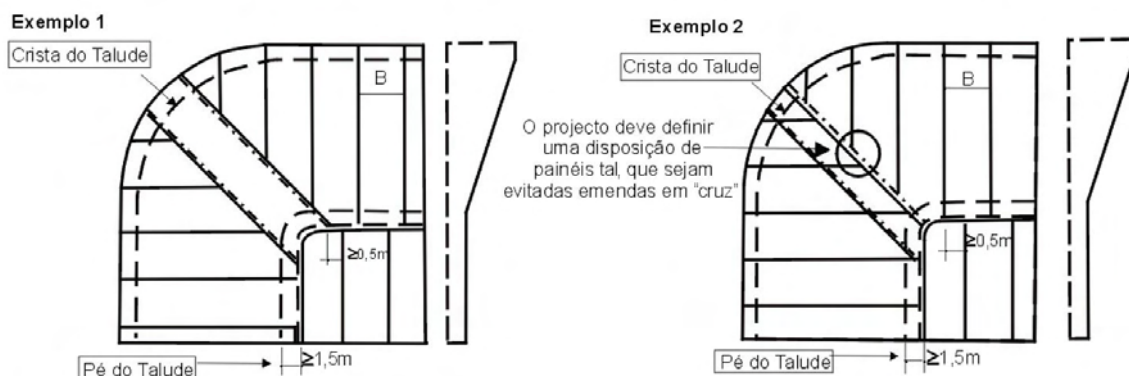 Exemplo 1
Crista do Talude
B
≥0,5m
Pé do Talude
≥1,5m
Exemplo 2
Crista do Talude
B
O projecto deve definir
uma disposição de
painéis tal, que sejam
evitadas emendas em "cruz"
≥0,5m
Pé do Talude
≥1,5m